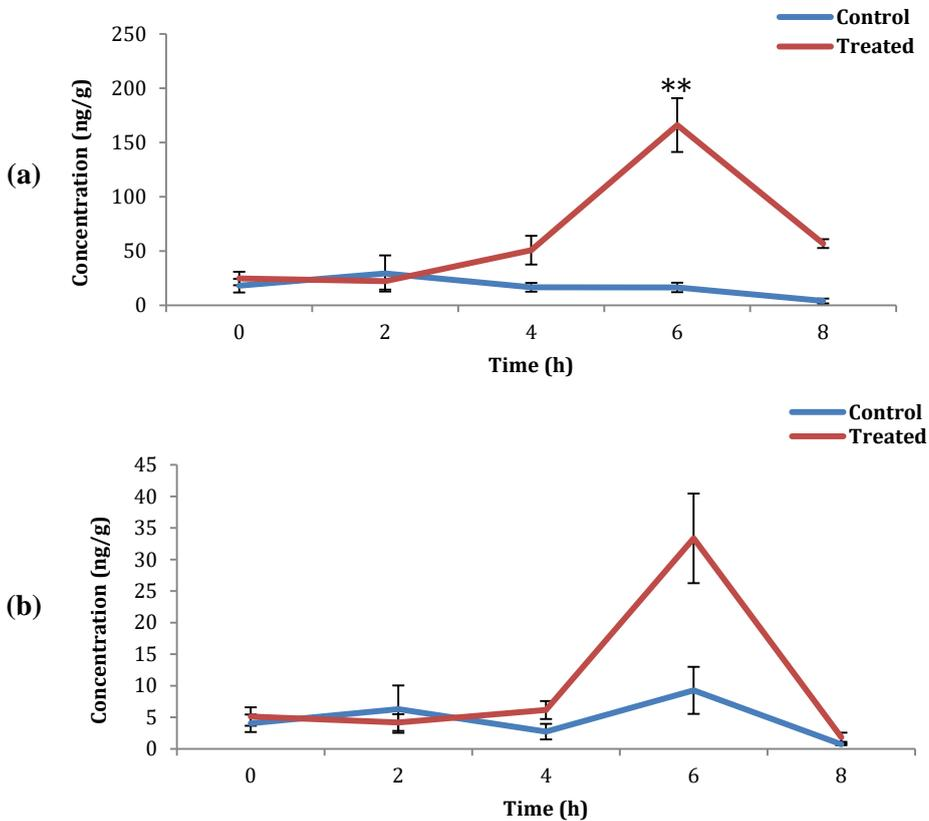 Control
Treated
250
200
150
100
50
0
Concentration (ng/g)
(a)
**
0 2 4 6 8
Time (h)
Control
Treated
45
40
35
30
25
20
15
10
5
0
Concentration (ng/g)
(b)
0 2 4 6 8
Time (h)